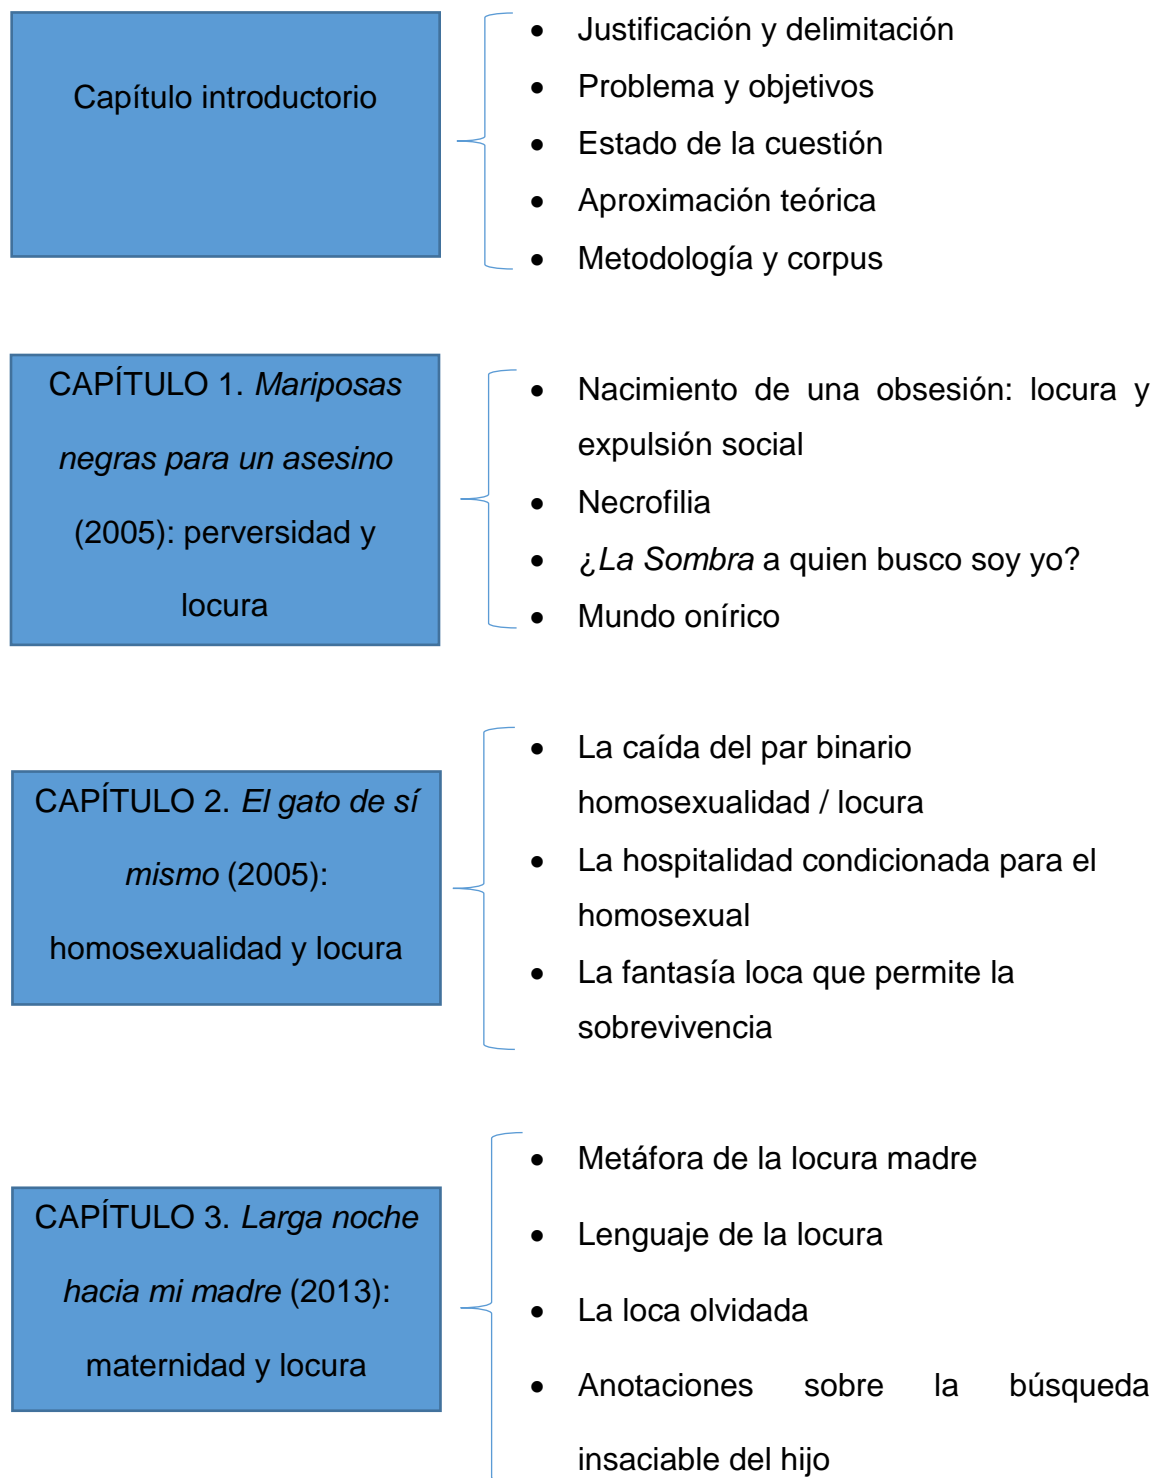 Capítulo introductorio
• Justificación y delimitación
• Problema y objetivos
• Estado de la cuestión
• Aproximación teórica
• Metodología y corpus
CAPÍTULO 1. Mariposas
negras para un asesino
(2005): perversidad y
locura
• Nacimiento de una obsesión: locura y
expulsión social
• Necrofilia
• ¿La Sombra a quien busco soy yo?
• Mundo onírico
CAPÍTULO 2. El gato de sí
mismo (2005):
homosexualidad y locura
• La caída del par binario
homosexualidad / locura
• La hospitalidad condicionada para el
homosexual
• La fantasía loca que permite la
sobrevivencia
CAPÍTULO 3. Larga noche
hacia mi madre (2013):
maternidad y locura
• Metáfora de la locura madre
• Lenguaje de la locura
• La loca olvidada
• Anotaciones sobre la búsqueda
insaciable del hijo